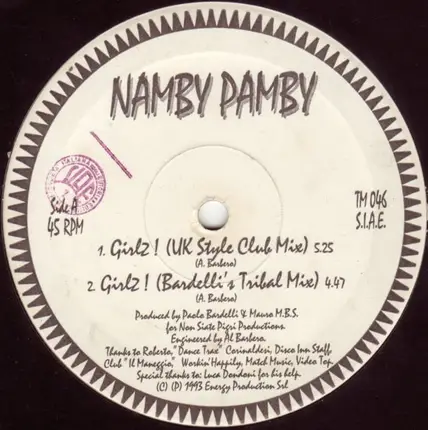 NAMBY PAMBY
Side A
45 RPM
TM 046
S.I.A.E.
1. Girlz ! (UK Style Club Mix) 5.25
(A. Barbero)
2. Girlz ! (Bardelli's Tribal Mix) 4.47
(A. Barbero)
Produced by Paolo Bardelli & Mauro M.B.S.
for Non Siate Pigri Productions.
Engineered by Al Barbero.
Thanks to Roberto," Dance Trax" Corinaldesi, Disco Inn Staff,
Club " Il Maneggio," Workin'Happily, Match Music, Video Top.
Special thanks to: Luca Dondoni for his help.
(C) (P) 1993 Energy Production Srl